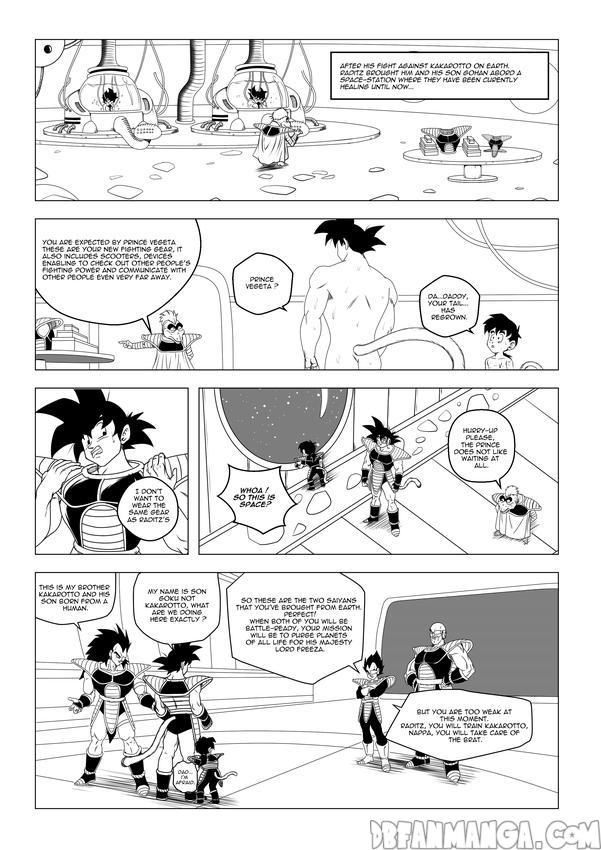 AFTER HIS FIGHT AGAINST KAKAROTTO ON EARTH.
RADITZ BROUGHT HIM AND HIS SON GOHAN ABORD A
SPACE-STATION WHERE THEY HAVE BEEN CURENTLY
HEALING UNTIL NOW...
YOU ARE EXPECTED BY PRINCE VEGETA
THESE ARE YOUR NEW FIGHTING GEAR, IT
ALSO INCLUDES SCOOTERS, DEVICES
ENABLING TO CHECK OUT OTHER PEOPLE'S
FIGHTING POWER AND COMMUNICATE WITH
OTHER PEOPLE EVEN VERY FAR AWAY.
PRINCE
VEGETA ?
DA...DADDY,
YOUR TAIL...
...HAS
REGROWN.
I DON'T
WANT TO
WEAR THE
SAME GEAR
AS RADITZ'S
WHOA !
SO THIS IS
SPACE?
HURRY-UP
PLEASE,
THE PRINCE
DOES NOT LIKE
WAITING AT
ALL.
THIS IS MY BROTHER
KAKAROTTO AND HIS
SON BORN FROM A
HUMAN.
MY NAME IS SON
GOKU NOT
KAKAROTTO, WHAT
ARE WE DOING
HERE EXACTLY ?
DAD...
I'M
AFRAID.
SO THESE ARE THE TWO SAIYANS
THAT YOU'VE BROUGHT FROM EARTH.
PERFECT!
WHEN BOTH OF YOU WILL BE
BATTLE-READY, YOUR MISSION
WILL BE TO PURGE PLANETS
OF ALL LIFE FOR HIS MAJESTY
LORD FREEZA.
BUT YOU ARE TOO WEAK AT
THIS MOMENT.
RADITZ, YOU WILL TRAIN KAKAROTTO,
NAPPA, YOU WILL TAKE CARE OF
THE BRAT.
DBFANMANGA.COM